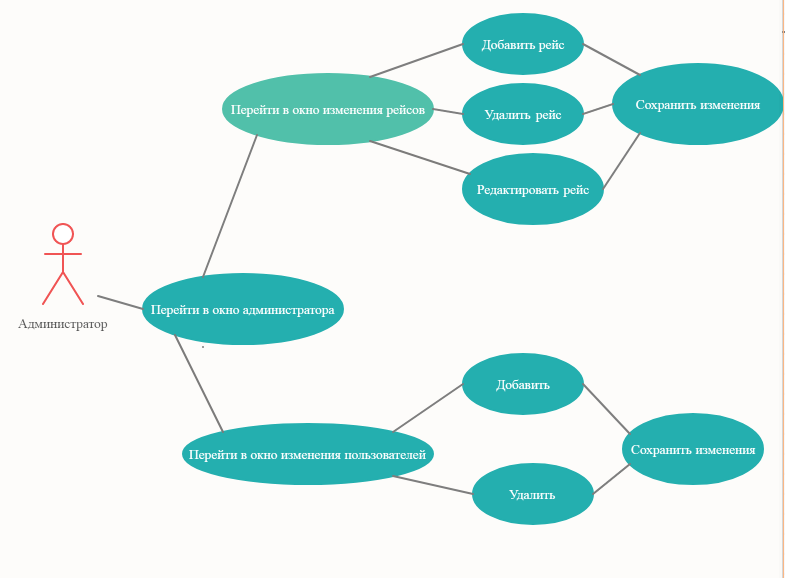 Добавить рейс
Перейти в окно изменения рейсов
Удалить рейс
Сохранить изменения
Редактировать рейс
Администратор
Перейти в окно администратора
Добавить
Перейти в окно изменения пользователей
Сохранить изменения
Удалить